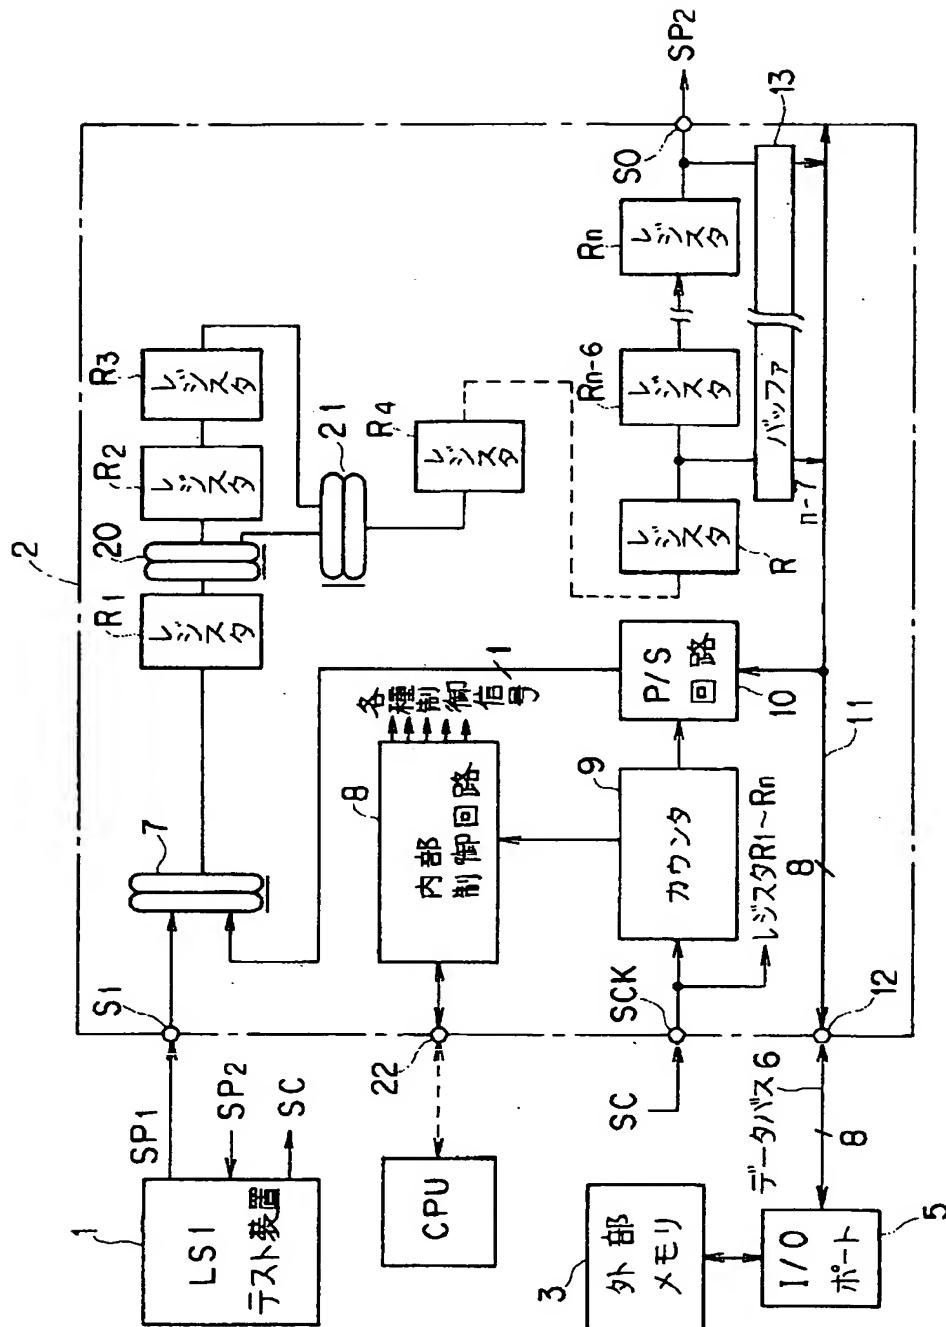 2
SP2
SO
13
Rn
レジスタ
Rn-6
レジスタ
バッファ
n-7
レジスタ
R
R3
レジスタ
R2
レジスタ
20
21
R4
レジスタ
R1
レジスタ
7
1
各種制御信号
8
内部
制御回路
9
カウンタ
P/S
回路
10
11
レジスタR1~Rn
8
S1
22
SCK
12
SP1
SP2
SC
SC
データバス6
8
1
LSI
テスト装置
CPU
3
外部
メモリ
I/O
ポート
5